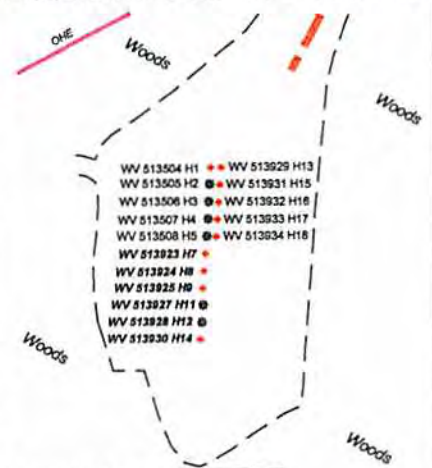 OHE
Woods
Woods
WV 513504 H1 WV 513929 H13
WV 513505 H2 WV 513931 H15
WV 513506 H3 WV 513932 H16
WV 513507 H4 WV 513933 H17
WV 513508 H5 WV 513934 H18
WV 513923 H7
WV 513924 H8
WV 513925 H9
WV 513927 H11
WV 513928 H12
WV 513930 H14
Woods
Woods